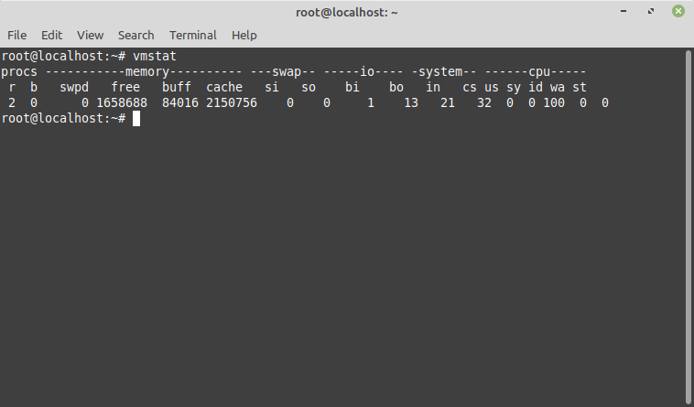 root@localhost: ~
File Edit View Search Terminal Help
root@localhost:~# vmstat
procs -----------memory---------- ---swap-- -----io---- -system-- ------cpu-----
 r  b   swpd   free   buff  cache   si   so    bi    bo   in   cs us sy id wa st
 2  0      0 1658688  84016 2150756    0    0     1    13   21   32  0  0 100  0  0
root@localhost:~#